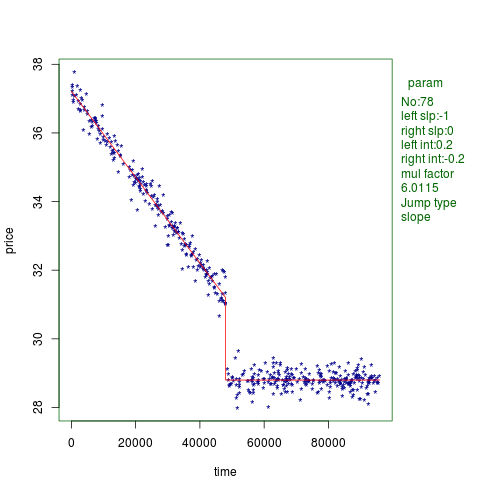 38
36
34
32
30
28
price
0
20000
40000
60000
80000
time
param
No:78
left slp:-1
right slp:0
left int:0.2
right int:-0.2
mul factor
6.0115
Jump type
slope